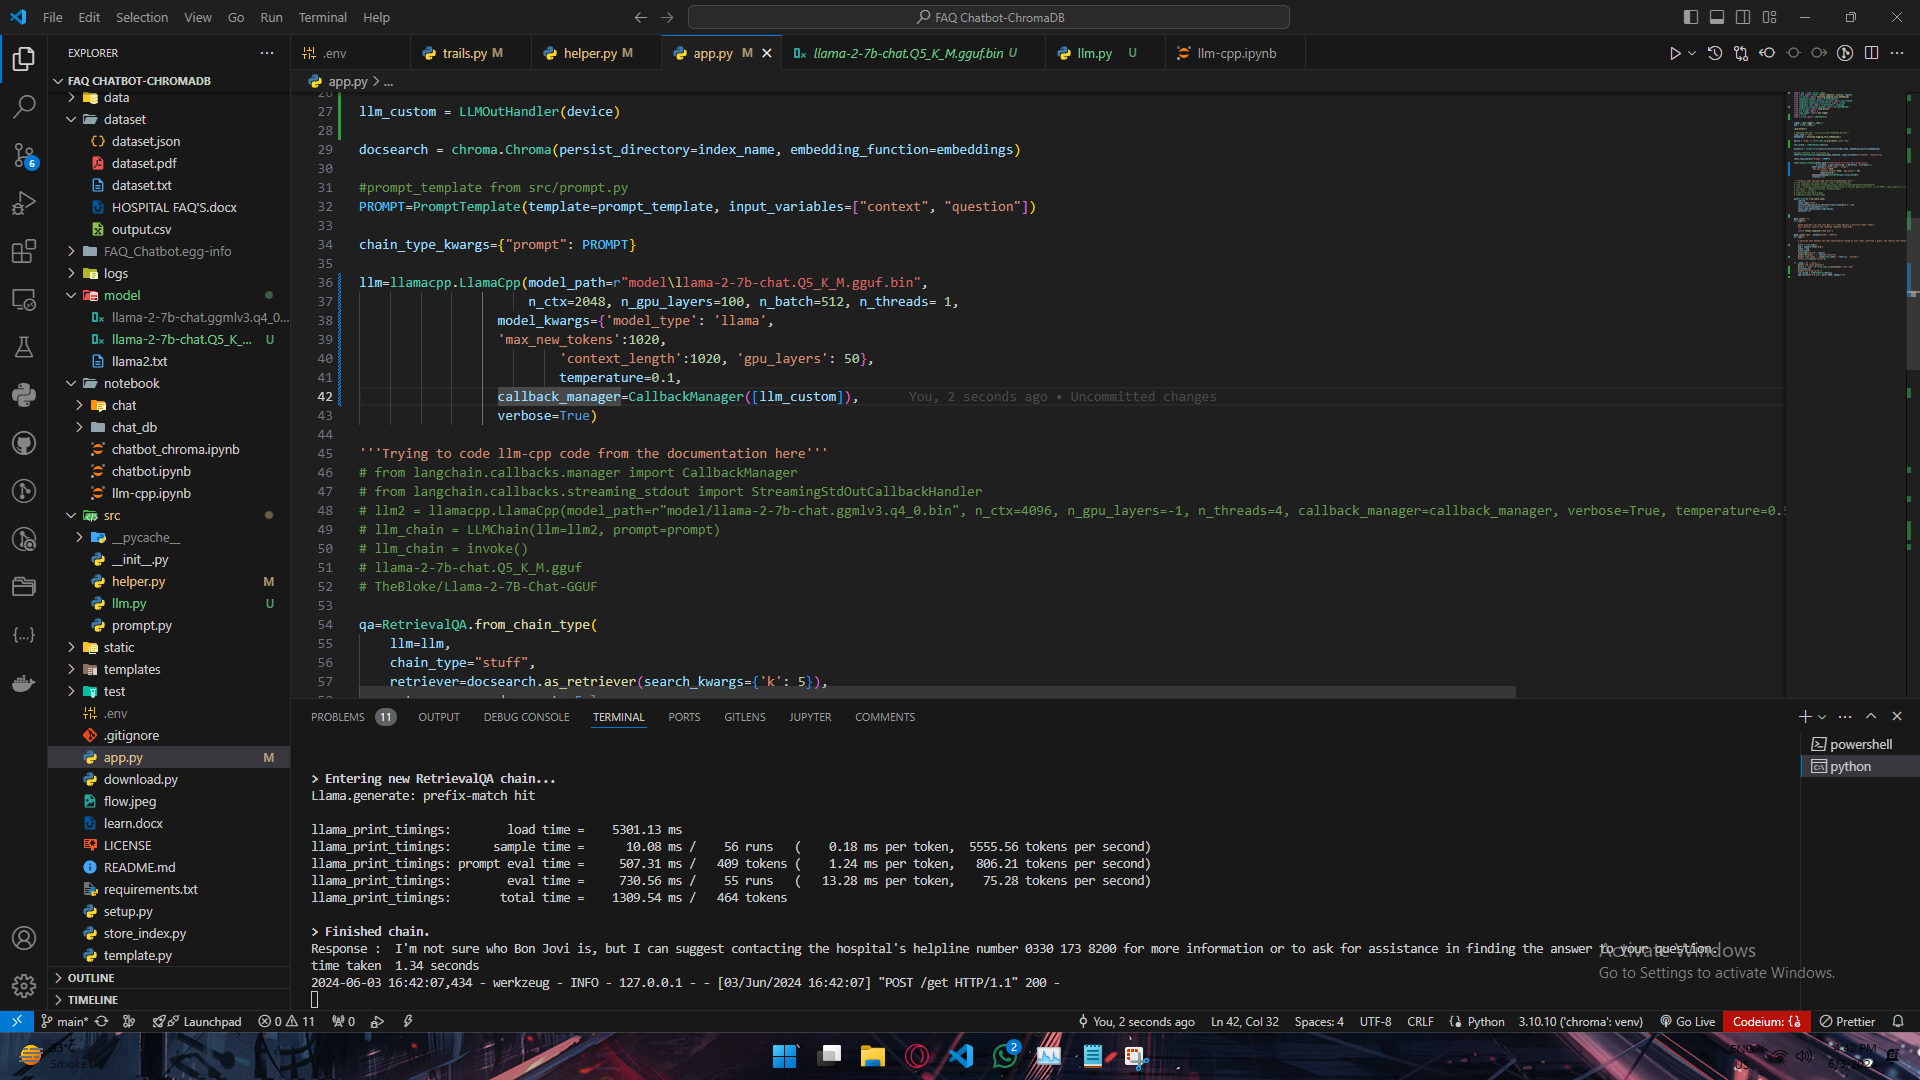 File Edit Selection View Go Run Terminal Help
FAQ Chatbot-ChromaDB
EXPLORER
.env
trails.py M
helper.py M
app.py M
llama-2-7b-chat.Q5_K_M.gguf.bin U
llm.py U
llm-cpp.ipynb
FAQ CHATBOT-CHROMADB
data
dataset
dataset.json
dataset.pdf
dataset.txt
HOSPITAL FAQ'S.docx
output.csv
FAQ_Chatbot.egg-info
logs
model
llama-2-7b-chat.ggmlv3.q4_0...
llama-2-7b-chat.Q5_K_... U
llama2.txt
notebook
chat
chat_db
chatbot_chroma.ipynb
chatbot.ipynb
llm-cpp.ipynb
src
__pycache__
__init__.py
helper.py M
llm.py U
prompt.py
static
templates
test
.env
.gitignore
app.py M
download.py
flow.jpeg
learn.docx
LICENSE
README.md
requirements.txt
setup.py
store_index.py
template.py
OUTLINE
TIMELINE
6
app.py > ...
26
27 llm_custom = LLMOutHandler(device)
28
29 docsearch = chroma.Chroma(persist_directory=index_name, embedding_function=embeddings)
30
31 #prompt_template from src/prompt.py
32 PROMPT=PromptTemplate(template=prompt_template, input_variables=["context", "question"])
33
34 chain_type_kwargs={"prompt": PROMPT}
35
36 llm=llamacpp.LlamaCpp(model_path=r"model\llama-2-7b-chat.Q5_K_M.gguf.bin",
37 n_ctx=2048, n_gpu_layers=100, n_batch=512, n_threads= 1,
38 model_kwargs={'model_type': 'llama',
39 'max_new_tokens':1020,
40 'context_length':1020, 'gpu_layers': 50},
41 temperature=0.1,
42 callback_manager=CallbackManager([llm_custom]), You, 2 seconds ago • Uncommitted changes
43 verbose=True)
44
45 '''Trying to code llm-cpp code from the documentation here'''
46 # from langchain.callbacks.manager import CallbackManager
47 # from langchain.callbacks.streaming_stdout import StreamingStdOutCallbackHandler
48 # llm2 = llamacpp.LlamaCpp(model_path=r"model/llama-2-7b-chat.ggmlv3.q4_0.bin", n_ctx=4096, n_gpu_layers=-1, n_threads=4, callback_manager=callback_manager, verbose=True, temperature=0.5
49 # llm_chain = LLMChain(llm=llm2, prompt=prompt)
50 # llm_chain = invoke()
51 # llama-2-7b-chat.Q5_K_M.gguf
52 # TheBloke/Llama-2-7B-Chat-GGUF
53
54 qa=RetrievalQA.from_chain_type(
55 llm=llm,
56 chain_type="stuff",
57 retriever=docsearch.as_retriever(search_kwargs={'k': 5}),
PROBLEMS 11 OUTPUT DEBUG CONSOLE TERMINAL PORTS GITLENS JUPYTER COMMENTS
powershell
python
> Entering new RetrievalQA chain...
Llama.generate: prefix-match hit
llama_print_timings: load time = 5301.13 ms
llama_print_timings: sample time = 10.08 ms / 56 runs ( 0.18 ms per token, 5555.56 tokens per second)
llama_print_timings: prompt eval time = 507.31 ms / 409 tokens ( 1.24 ms per token, 806.21 tokens per second)
llama_print_timings: eval time = 730.56 ms / 55 runs ( 13.28 ms per token, 75.28 tokens per second)
llama_print_timings: total time = 1309.54 ms / 464 tokens
> Finished chain.
Response : I'm not sure who Bon Jovi is, but I can suggest contacting the hospital's helpline number 0330 173 8200 for more information or to ask for assistance in finding the answer to your question.
time taken 1.34 seconds
2024-06-03 16:42:07,434 - werkzeug - INFO - 127.0.0.1 - - [03/Jun/2024 16:42:07] "POST /get HTTP/1.1" 200 -
Activate Windows
Go to Settings to activate Windows.
main* Launchpad 0 11 0 You, 2 seconds ago Ln 42, Col 32 Spaces: 4 UTF-8 CRLF Python 3.10.10 ('chroma': venv) Go Live Codeium: {} Prettier
2